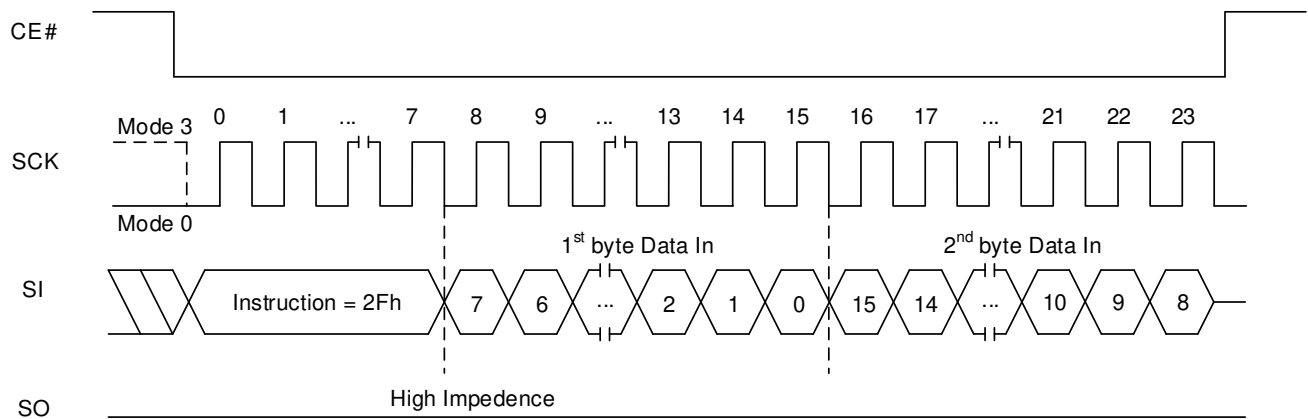 CE#
0 1 ... 7 8 9 ... 13 14 15 16 17 ... 21 22 23
Mode 3
SCK
Mode 0
1st byte Data In 2nd byte Data In
SI Instruction = 2Fh 7 6 ... 2 1 0 15 14 ... 10 9 8
High Impedence
SO